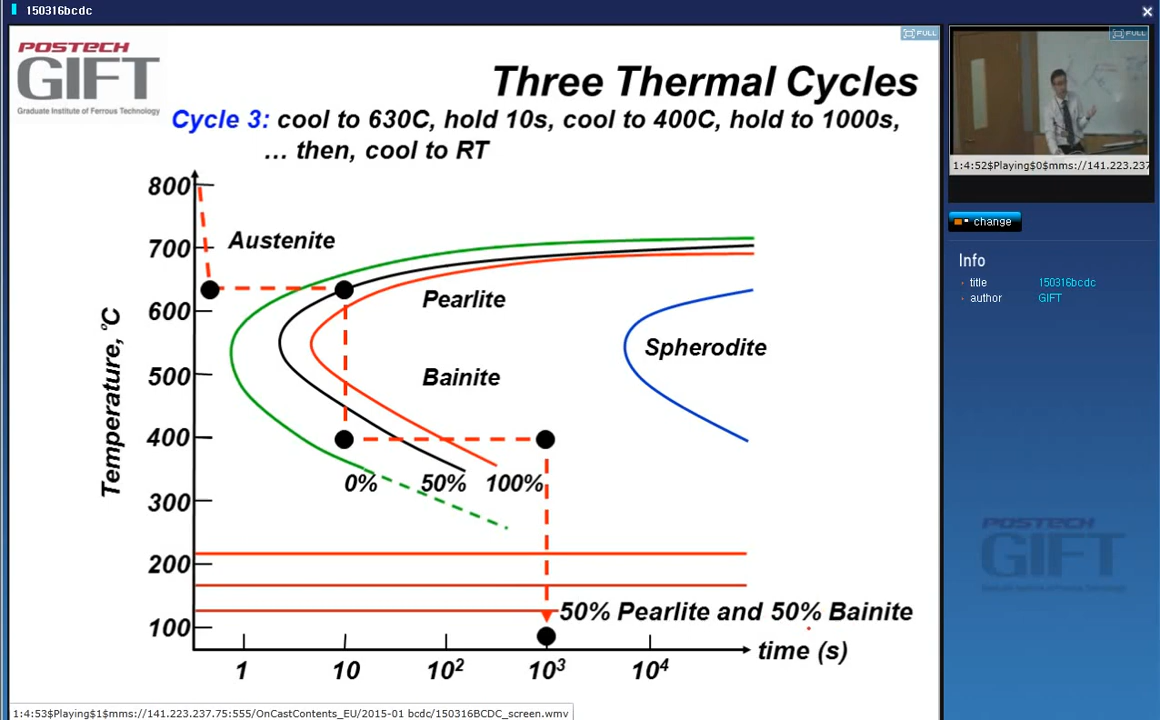 150316bcdc
FULL
POSTECH
GIFT
Graduate Institute of Ferrous Technology
Three Thermal Cycles
Cycle 3: cool to 630C, hold 10s, cool to 400C, hold to 1000s,
… then, cool to RT
800
700
600
500
400
300
200
100
Temperature, °C
Austenite
Pearlite
Spherodite
Bainite
0% 50% 100%
50% Pearlite and 50% Bainite
time (s)
1 10 10² 10³ 10⁴
1:4:53$Playing$1$mms://141.223.237.75:555/OnCastContents_EU/2015-01 bcdc/150316BCDC_screen.wmv
FULL
1:4:52$Playing$0$mms://141.223.237
change
Info
title 150316bcdc
author GIFT
POSTECH
GIFT